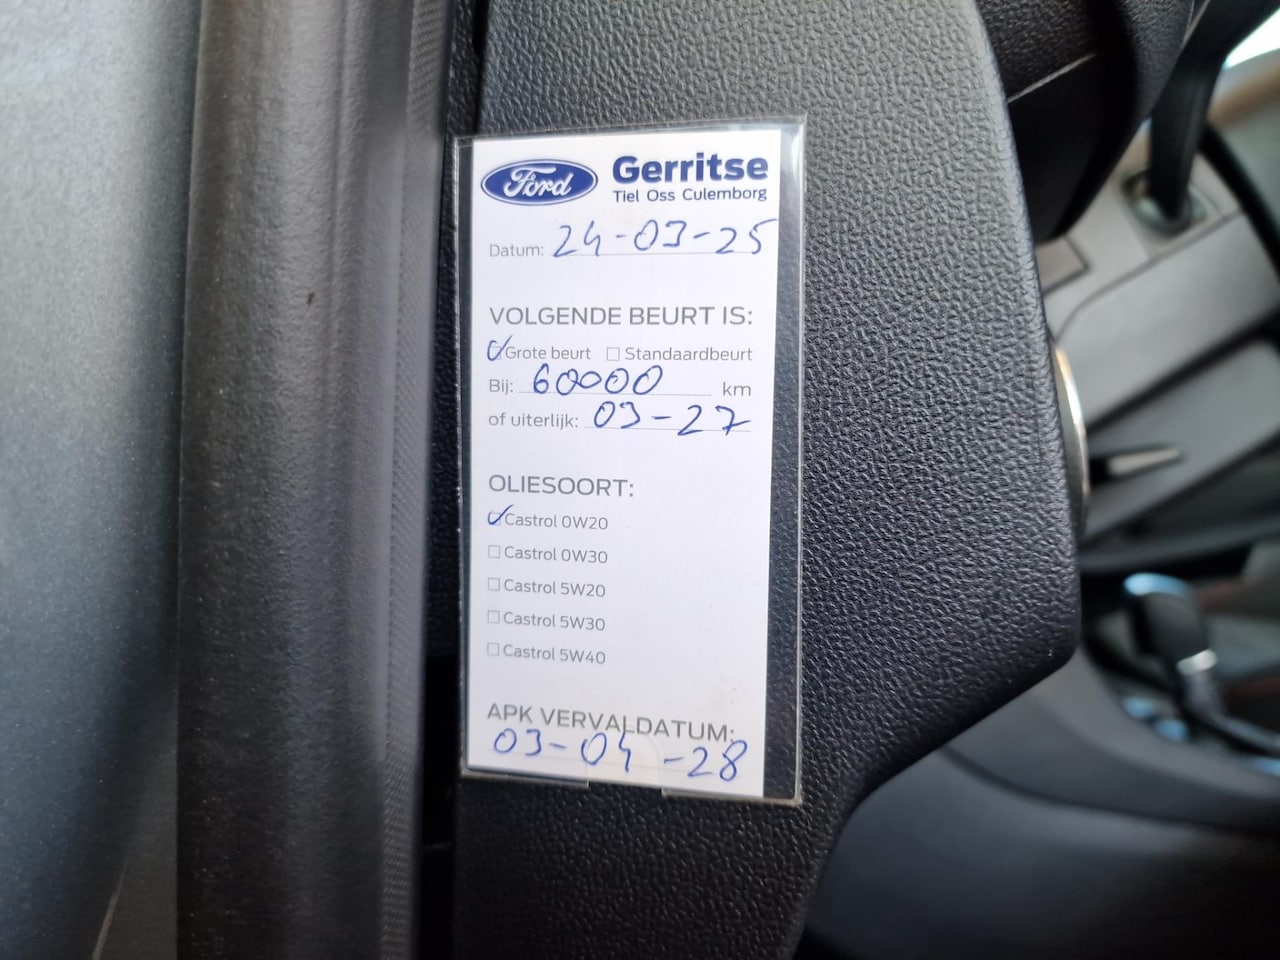 Ford Gerritse
Tiel Oss Culemborg
Datum: 24-03-25
VOLGENDE BEURT IS:
Grote beurt Standaardbeurt
Bij: 60000 km
of uiterlijk: 03-27
OLIESOORT:
Castrol 0W20
Castrol 0W30
Castrol 5W20
Castrol 5W30
Castrol 5W40
APK VERVALDATUM:
03-04-28